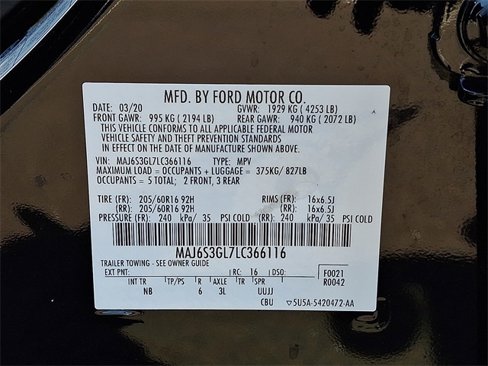 MFD. BY FORD MOTOR CO.
DATE: 03/20 GVWR: 1929 KG ( 4253 LB)
FRONT GAWR: 995 KG ( 2194 LB) REAR GAWR: 940 KG ( 2072 LB)
THIS VEHICLE CONFORMS TO ALL APPLICABLE FEDERAL MOTOR
VEHICLE SAFETY AND THEFT PREVENTION STANDARDS
IN EFFECT ON THE DATE OF MANUFACTURE SHOWN ABOVE.
VIN: MAJ6S3GL7LC366116 TYPE: MPV
MAXIMUM LOAD = OCCUPANTS + LUGGAGE = 375KG/ 827LB
OCCUPANTS = 5 TOTAL; 2 FRONT, 3 REAR
TIRE (FR): 205/60R16 92H RIMS (FR): 16x6.5J
(RR): 205/60R16 92H (RR): 16x6.5J
PRESSURE (FR): 240 kPa/ 35 PSI COLD (RR): 240 kPa/ 35 PSI COLD
MAJ6S3GL7LC366116
TRAILER TOWING - SEE OWNER GUIDE
EXT PNT: RC: 16 DSO: F0021
R0042
INT TR TP/PS R AXLE TR SPR
NB 6 3L UUJJ
CBU 5U5A-5420472-AA